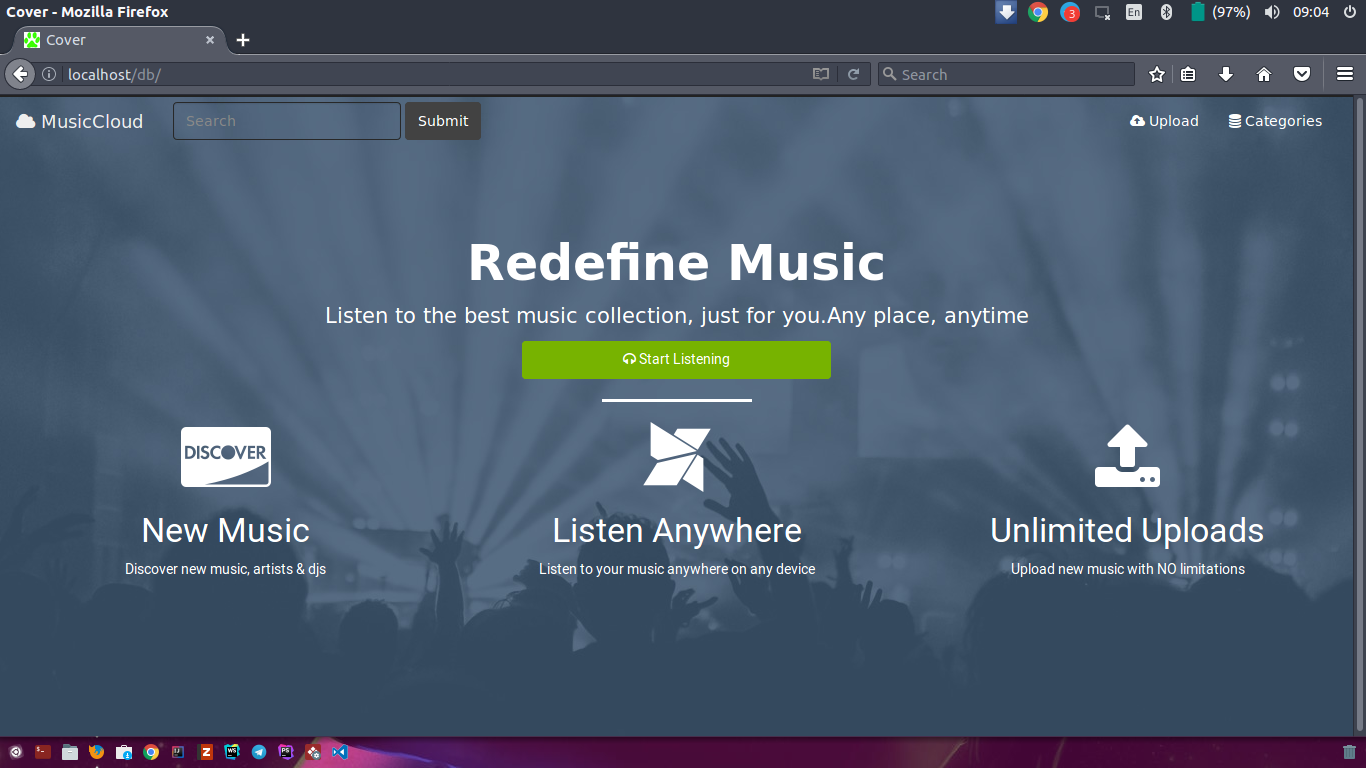 Cover - Mozilla Firefox
3
En
(97%)
09:04
Cover
localhost/db/
Search
MusicCloud
Search
Submit
Upload
Categories
Redefine Music
Listen to the best music collection, just for you.Any place, anytime
Start Listening
DISCOVER
New Music
Listen Anywhere
Unlimited Uploads
Discover new music, artists & djs
Listen to your music anywhere on any device
Upload new music with NO limitations
IJ
Z
WS
PS